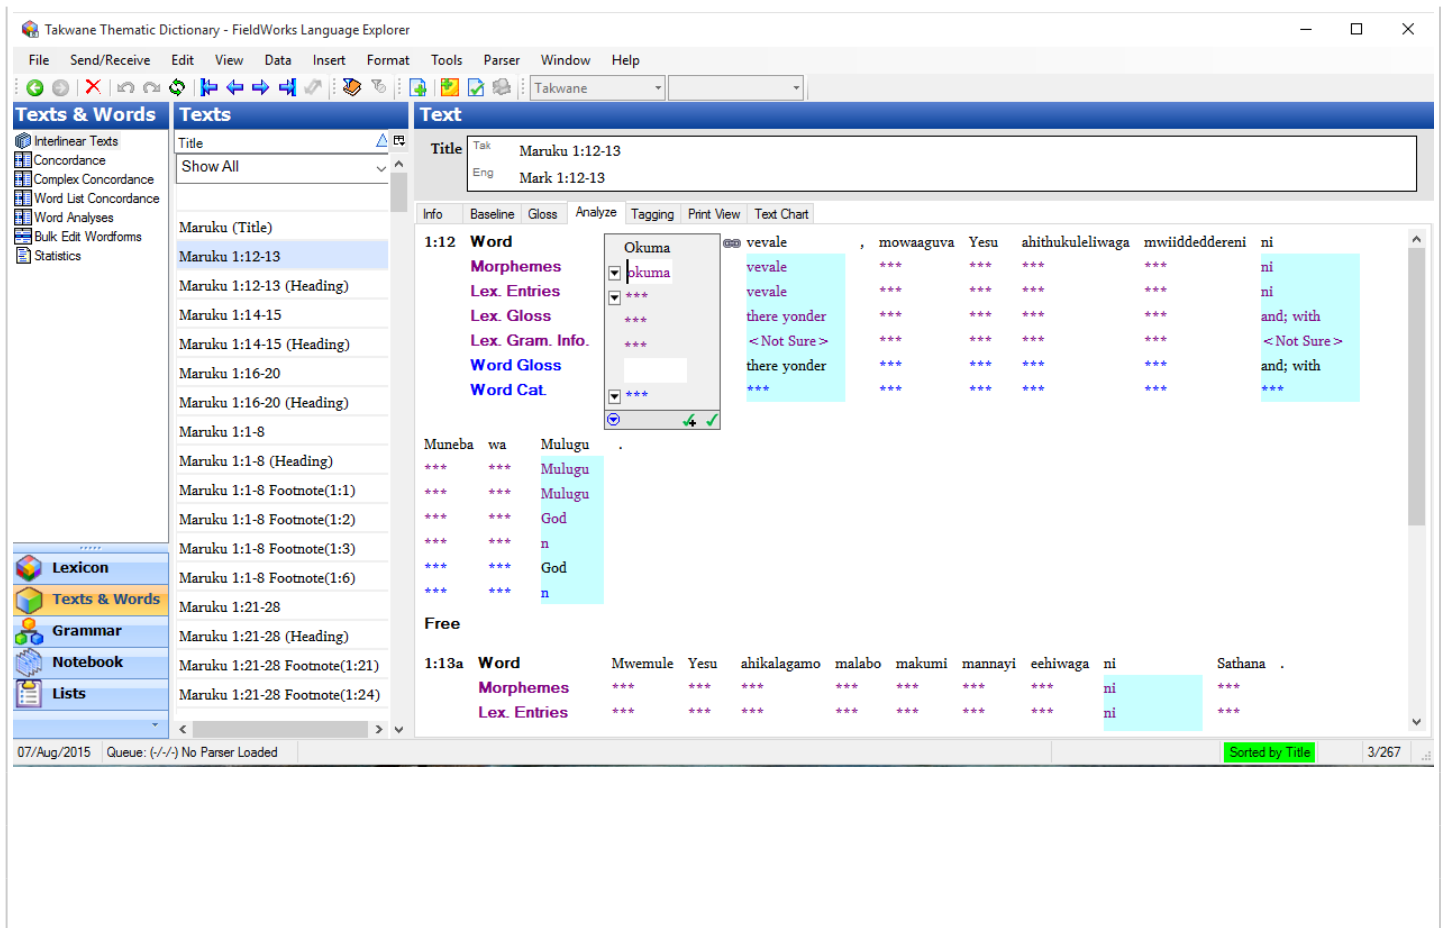 Takwane Thematic Dictionary - FieldWorks Language Explorer
File Send/Receive Edit View Data Insert Format Tools Parser Window Help
Takwane
Texts & Words
Interlinear Texts
Concordance
Complex Concordance
Word List Concordance
Word Analyses
Bulk Edit Wordforms
Statistics
Lexicon
Texts & Words
Grammar
Notebook
Lists
Texts
Title
Show All
Maruku (Title)
Maruku 1:12-13
Maruku 1:12-13 (Heading)
Maruku 1:14-15
Maruku 1:14-15 (Heading)
Maruku 1:16-20
Maruku 1:16-20 (Heading)
Maruku 1:1-8
Maruku 1:1-8 (Heading)
Maruku 1:1-8 Footnote(1:1)
Maruku 1:1-8 Footnote(1:2)
Maruku 1:1-8 Footnote(1:3)
Maruku 1:1-8 Footnote(1:6)
Maruku 1:21-28
Maruku 1:21-28 (Heading)
Maruku 1:21-28 Footnote(1:21)
Maruku 1:21-28 Footnote(1:24)
Text
Title Tak Maruku 1:12-13
Eng Mark 1:12-13
Info Baseline Gloss Analyze Tagging Print View Text Chart
1:12 Word Okuma vevale , mowaaguva Yesu ahithukuleliwaga mwiiddeddereni ni
Morphemes okuma vevale *** *** *** *** ni
Lex. Entries *** vevale *** *** *** *** ni
Lex. Gloss *** there yonder *** *** *** *** and; with
Lex. Gram. Info. *** <Not Sure> *** *** *** *** <Not Sure>
Word Gloss there yonder *** *** *** *** and; with
Word Cat. *** *** *** *** *** *** ***
Muneba wa Mulugu .
*** *** Mulugu
*** *** Mulugu
*** *** God
*** *** n
*** *** God
*** *** n
Free
1:13a Word Mwemule Yesu ahikalagamo malabo makumi mannayi eehiwaga ni Sathana .
Morphemes *** *** *** *** *** *** *** ni ***
Lex. Entries *** *** *** *** *** *** *** ni ***
07/Aug/2015 Queue: (-/-/-) No Parser Loaded Sorted by Title 3/267